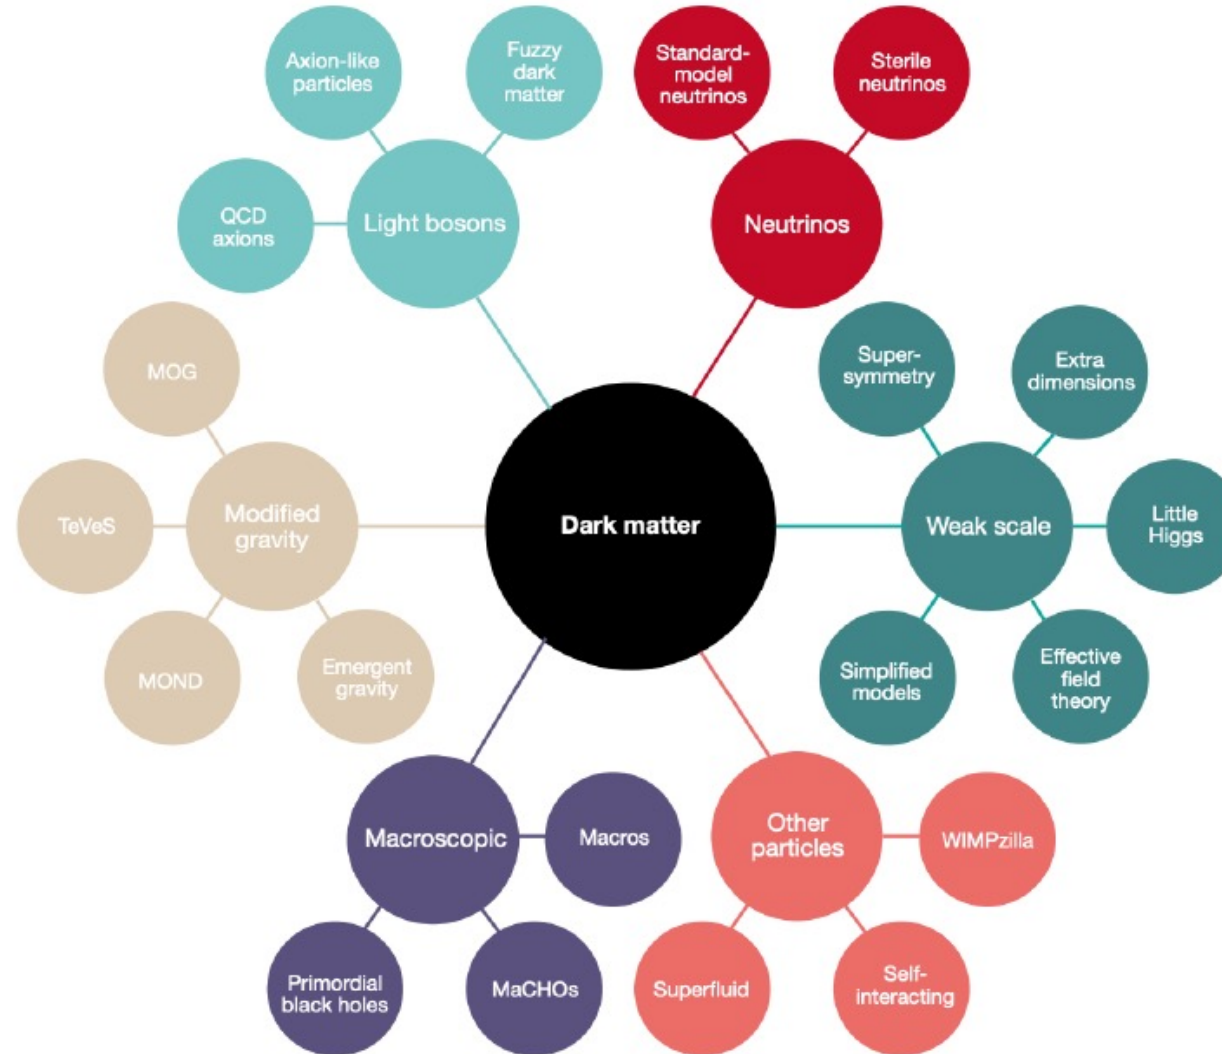 Axion-like
particles
Fuzzy
dark
matter
Standard-
model
neutrinos
Sterile
neutrinos
QCD
axions
Light bosons
Neutrinos
MOG
Super-
symmetry
Extra
dimensions
TeVeS
Modified
gravity
Dark matter
Weak scale
Little
Higgs
MOND
Emergent
gravity
Simplified
models
Effective
field
theory
Macroscopic
Macros
Other
particles
WIMPzilla
Primordial
black holes
MaCHOs
Superfluid
Self-
interacting